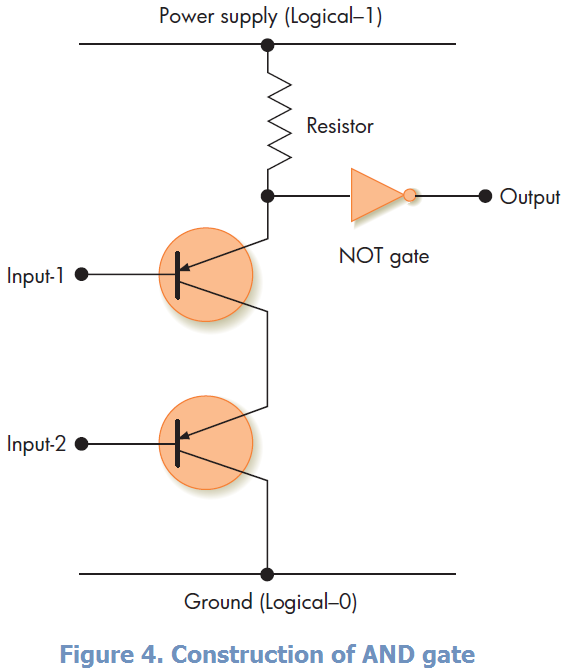 Power supply (Logical–1)
Resistor
Output
NOT gate
Input-1
Input-2
Ground (Logical–0)
Figure 4. Construction of AND gate